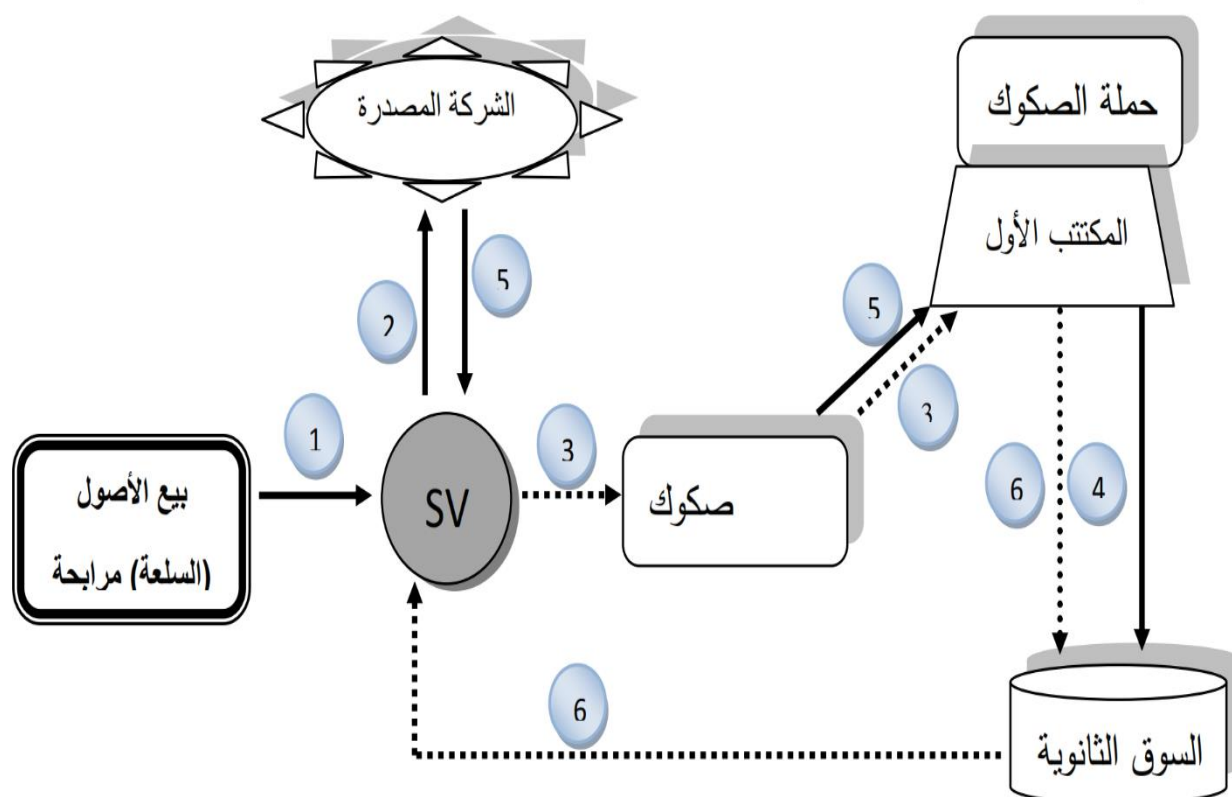 الشركة المصدرة
حملة الصكوك
المكتتب الأول
5
2
5
3
1
3
6
4
بيع الأصول
(السلعة) مرابحة
SV
صكوك
6
السوق الثانوية